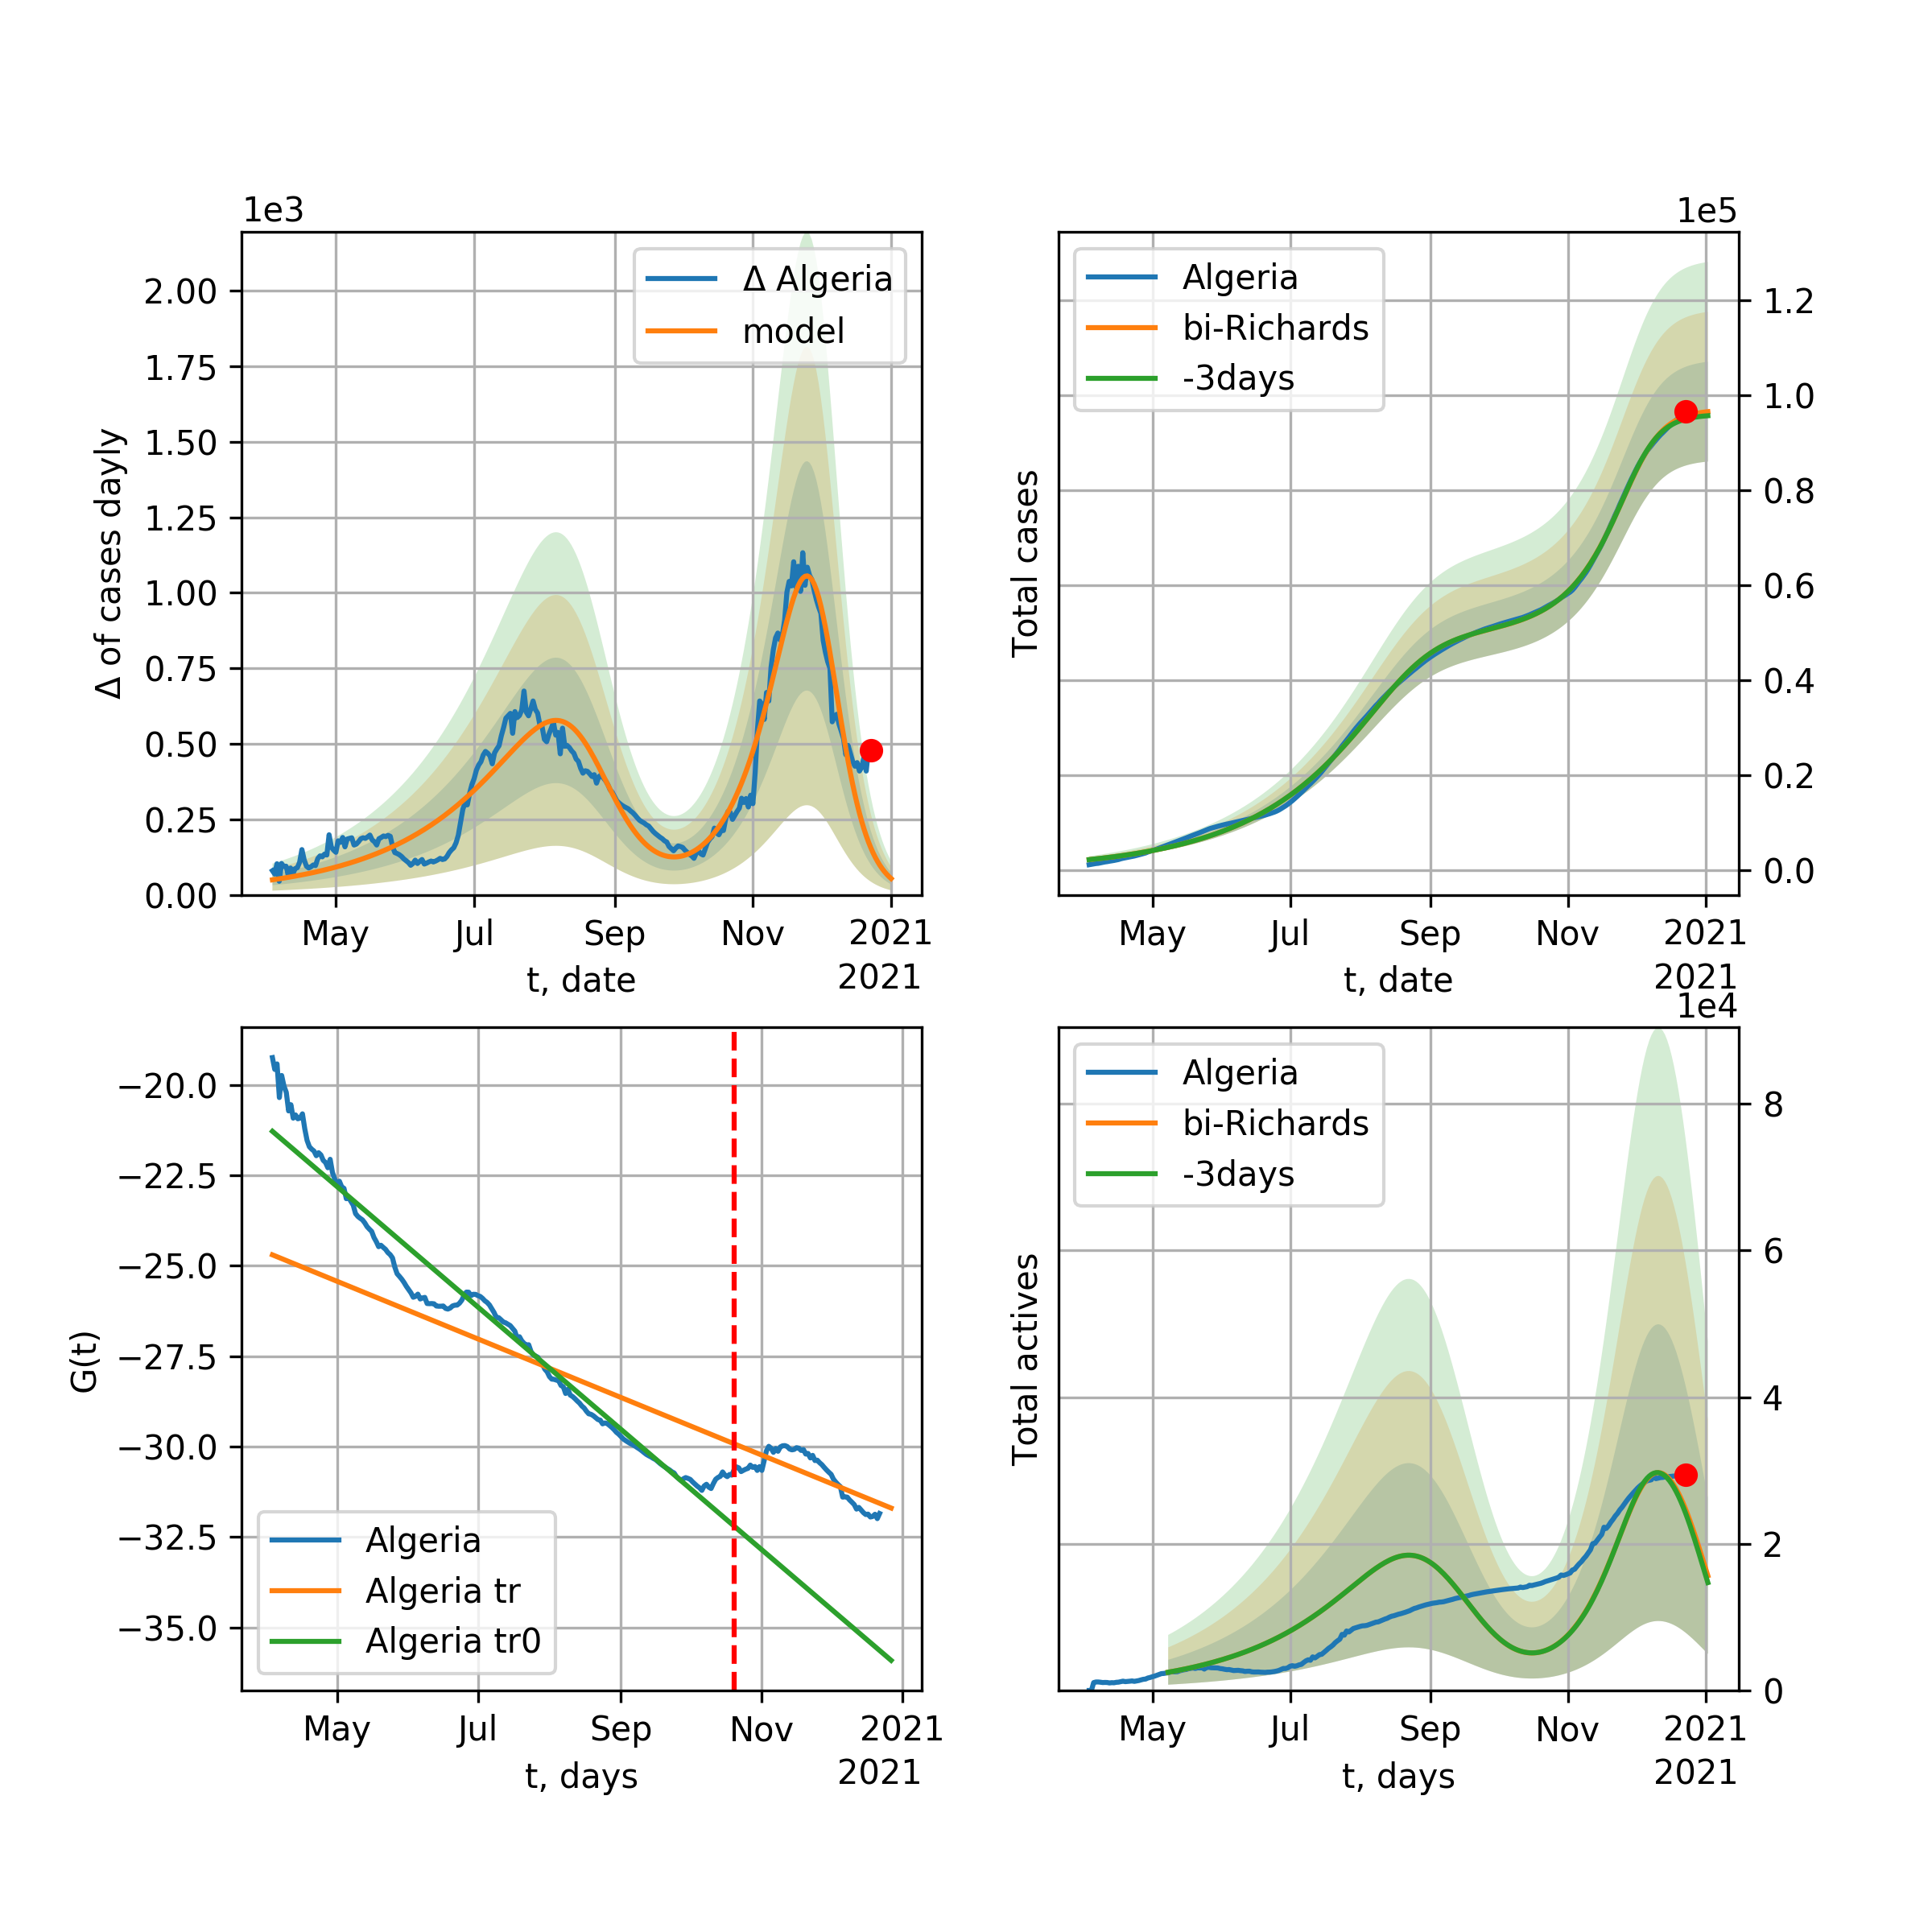 1e3
Δ of cases dayly
2.00
1.75
1.50
1.25
1.00
0.75
0.50
0.25
0.00
Δ Algeria
model
May Jul Sep Nov 2021
t, date 2021
1e5
Total cases
Algeria
bi-Richards
-3days
1.2
1.0
0.8
0.6
0.4
0.2
0.0
May Jul Sep Nov 2021
t, date 2021
G(t)
−20.0
−22.5
−25.0
−27.5
−30.0
−32.5
−35.0
Algeria
Algeria tr
Algeria tr0
May Jul Sep Nov 2021
t, days 2021
1e4
Total actives
Algeria
bi-Richards
-3days
8
6
4
2
0
May Jul Sep Nov 2021
t, days 2021